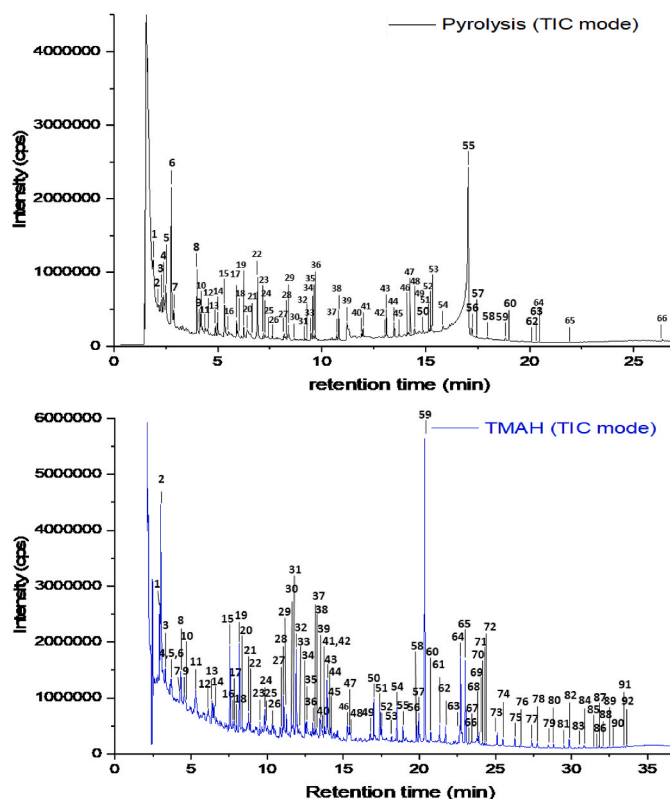 Pyrolysis (TIC mode)
Intensity (cps)
4000000
3000000
2000000
1000000
0
1 2 3 4 5 6 7 8 9 10 11 12 13 14 15 16 17 18 19 20 21 22 23 24 25 26 27 28 29 30 31 32 33 34 35 36 37 38 39 40 41 42 43 44 45 46 47 48 49 50 51 52 53 54 55 56 57 58 59 60 62 63 64 65 66
0 5 10 15 20 25
retention time (min)
TMAH (TIC mode)
Intensity (cps)
6000000
5000000
4000000
3000000
2000000
1000000
0
1 2 3 4,5,6 7 8 9 10 11 12 13 14 15 16 17 18 19 20 21 22 23 24 25 26 27 28 29 30 31 32 33 34 35 36 37 38 39 40 41,42 43 44 45 46 47 48 49 50 51 52 53 54 55 56 57 58 59 60 61 62 63 64 65 66 67 68 69 70 71 72 73 74 75 76 77 78 79 80 81 82 83 84 85 86 87 88 89 90 91 92
0 5 10 15 20 25 30 35
Retention time (min)